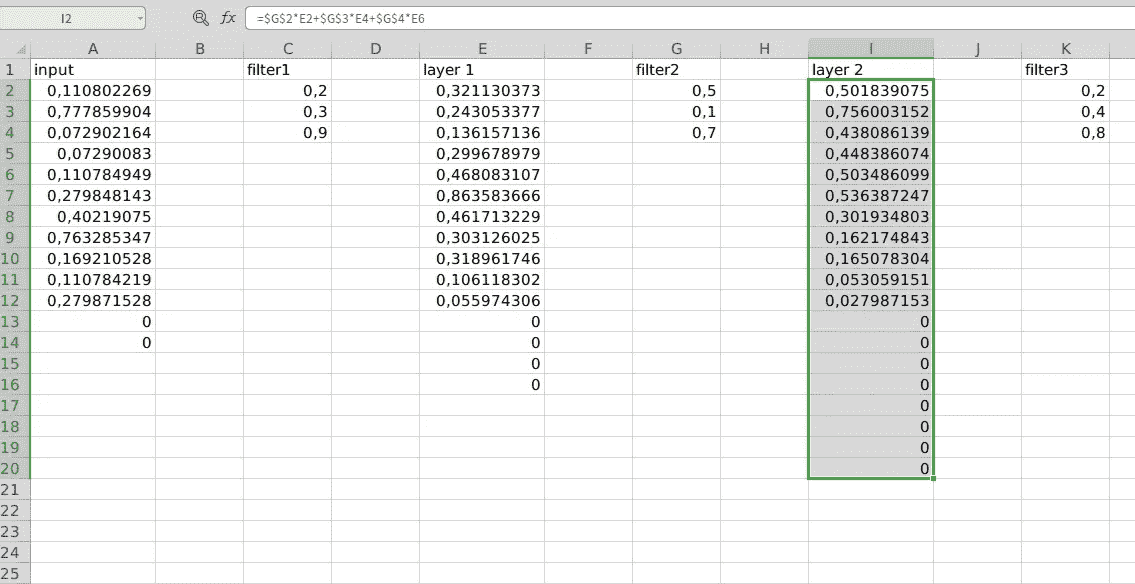 I2 fx =$G$2*E2+$G$3*E4+$G$4*E6
A B C D E F G H I J K
1 input filter1 layer 1 filter2 layer 2 filter3
2 0,110802269 0,2 0,321130373 0,5 0,501839075 0,2
3 0,777859904 0,3 0,243053377 0,1 0,756003152 0,4
4 0,072902164 0,9 0,136157136 0,7 0,438086139 0,8
5 0,07290083 0,299678979 0,448386074
6 0,110784949 0,468083107 0,503486099
7 0,279848143 0,863583666 0,536387247
8 0,40219075 0,461713229 0,301934803
9 0,763285347 0,303126025 0,162174843
10 0,169210528 0,318961746 0,165078304
11 0,110784219 0,106118302 0,053059151
12 0,279871528 0,055974306 0,027987153
13 0 0 0
14 0 0 0
15 0 0
16 0 0
17 0
18 0
19 0
20 0
21
22
23
24
25